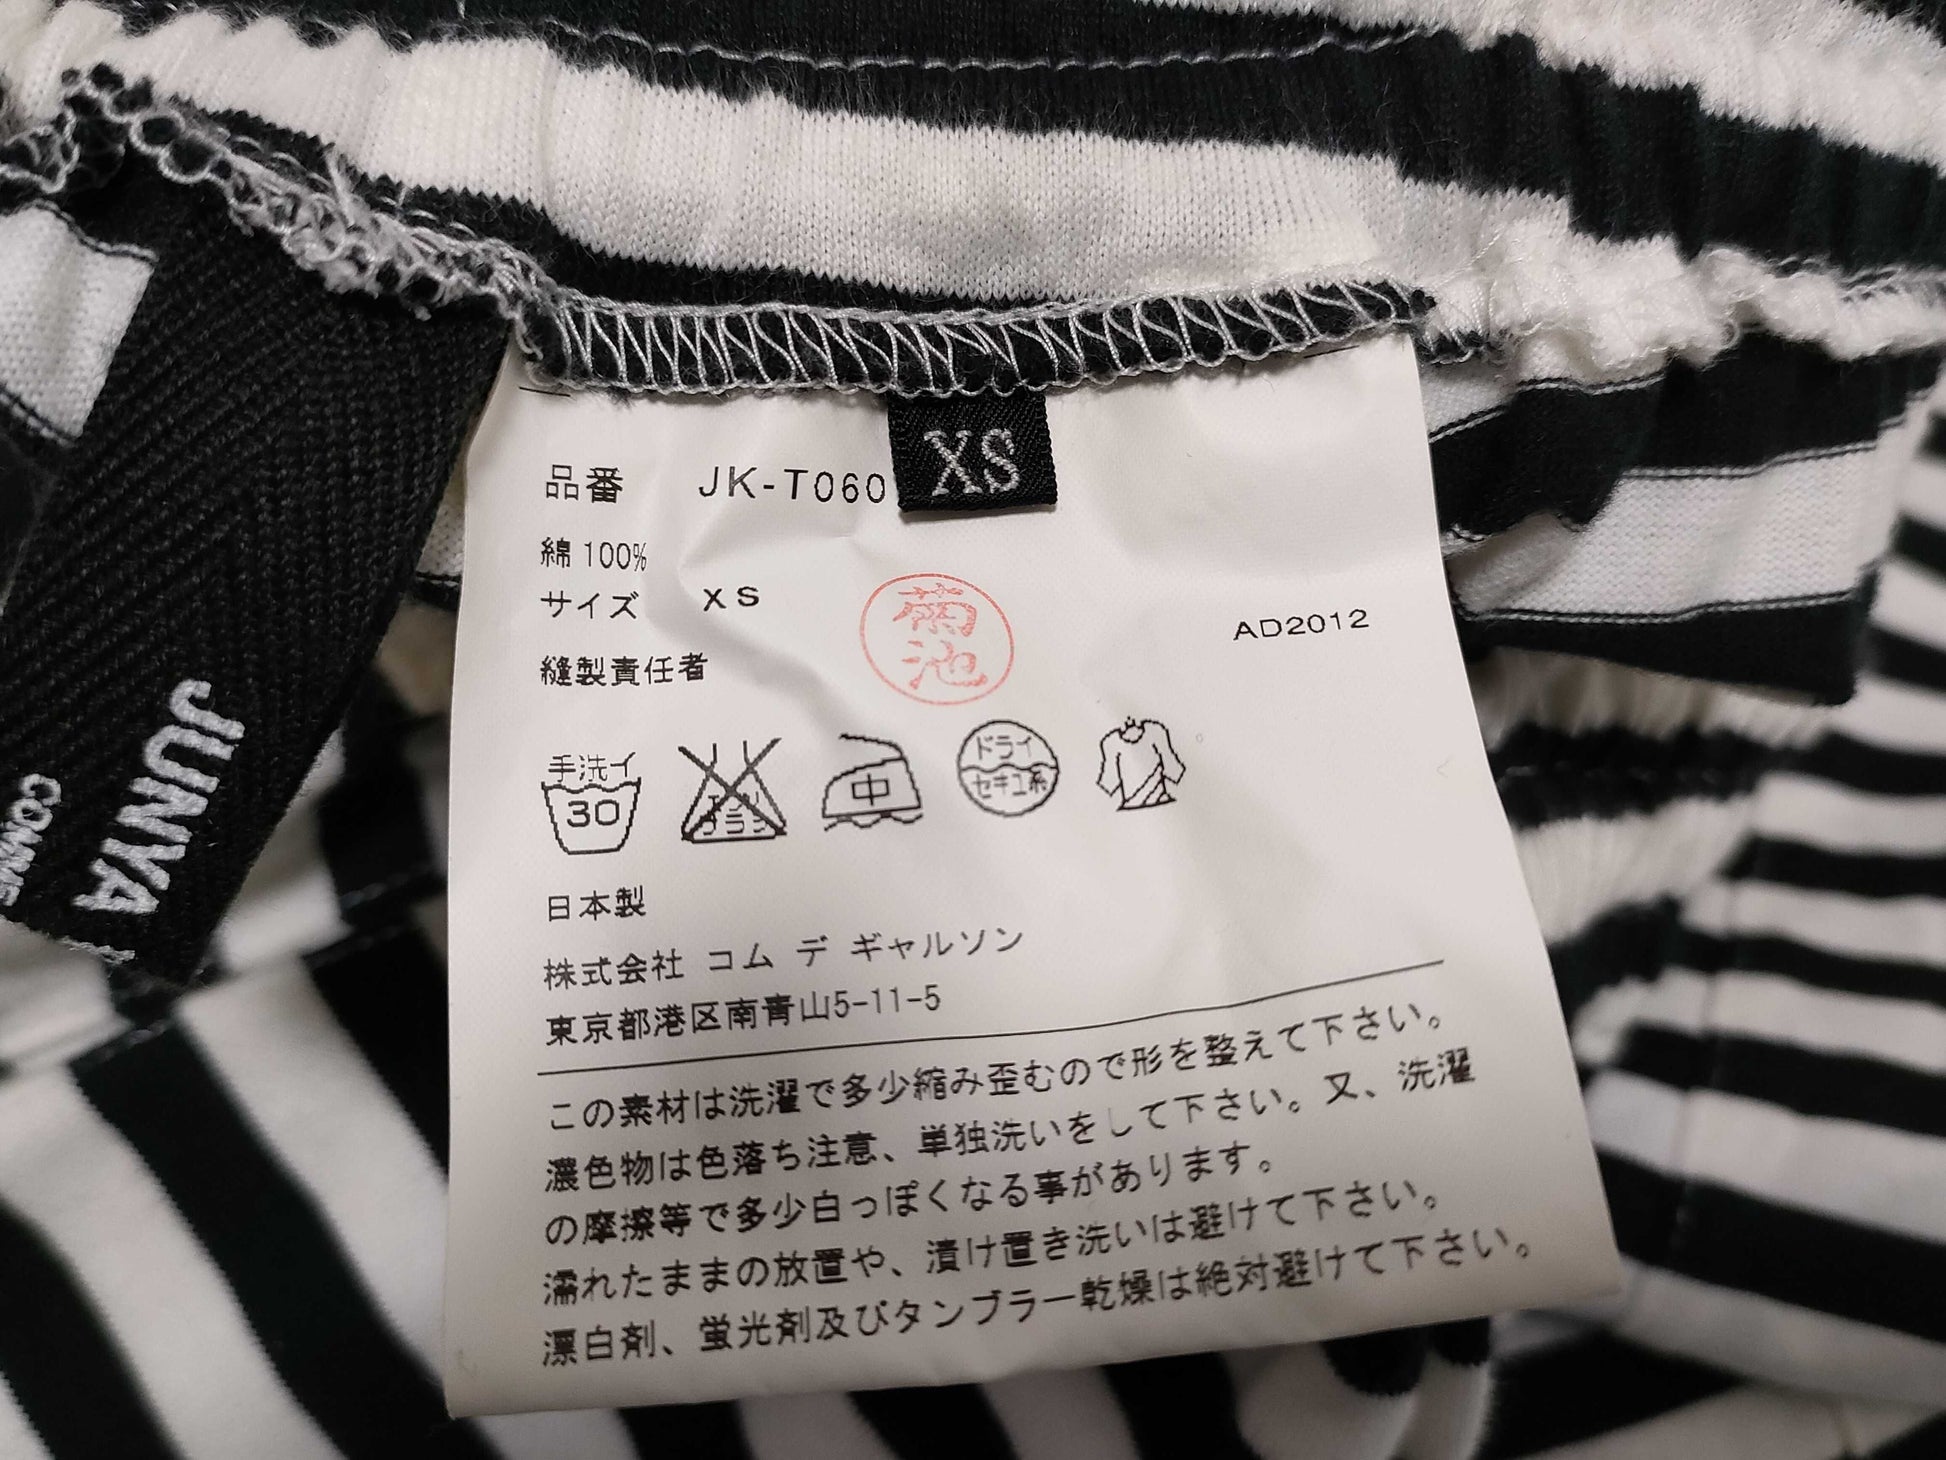 XS
品番 JK-T060
綿 100%
サイズ XS
AD2012
縫製責任者 菊池
手洗イ 30
エンソ サラシ
中
ドライ セキユ系
日本製
株式会社 コム デ ギャルソン
東京都港区南青山5-11-5
この素材は洗濯で多少縮み歪むので形を整えて下さい。
濃色物は色落ち注意、単独洗いをして下さい。又、洗濯
の摩擦等で多少白っぽくなる事があります。
濡れたままの放置や、漬け置き洗いは避けて下さい。
漂白剤、蛍光剤及びタンブラー乾燥は絶対避けて下さい。
JUNYA
COMME